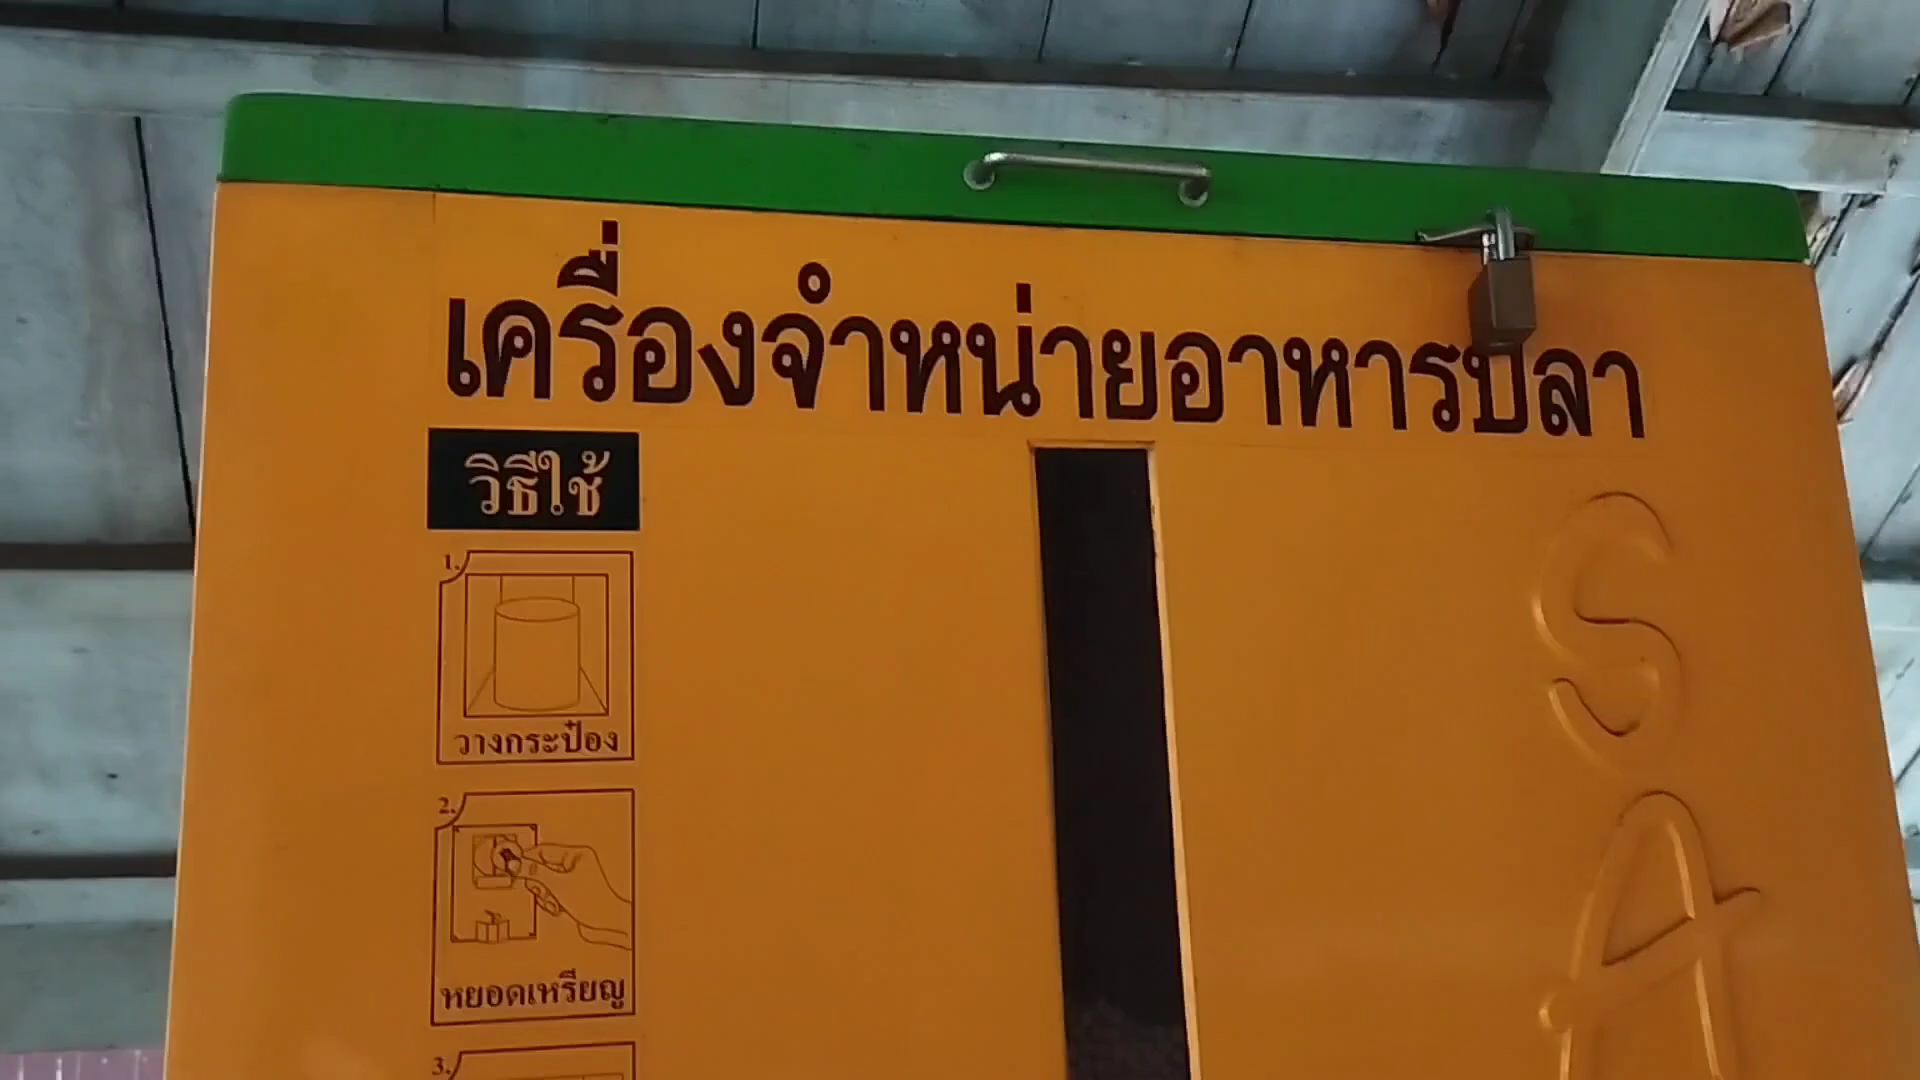 เครื่องจำหน่ายอาหารปลา
วิธีใช้
1.
วางกระป๋อง
2.
หยอดเหรียญ
3.
SA